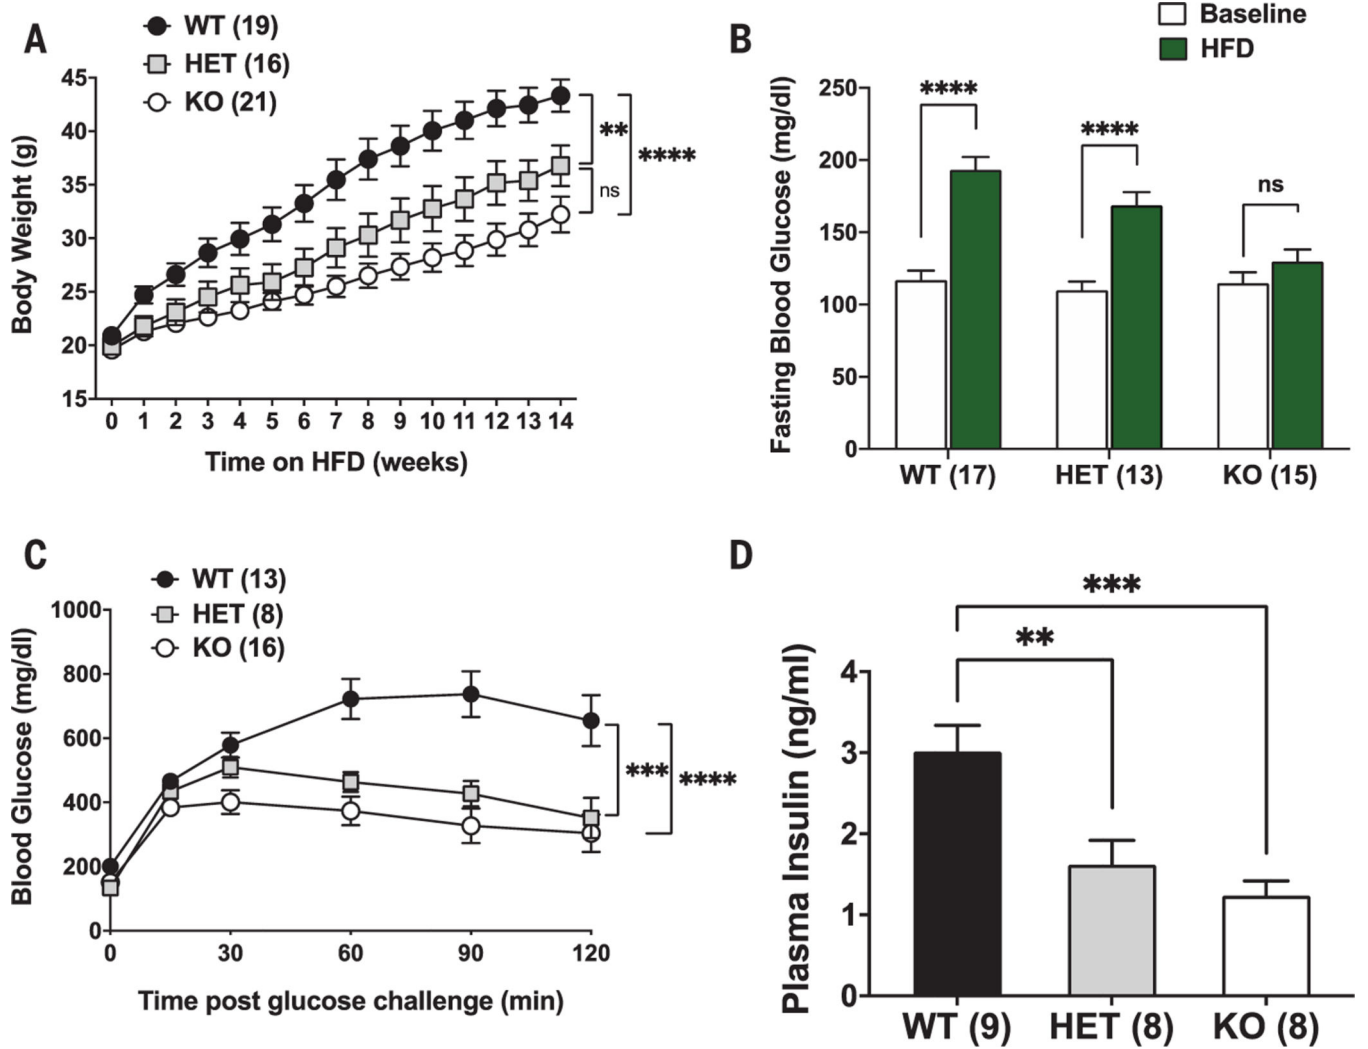 A
WT (19)
HET (16)
KO (21)
45
40
35
30
25
20
15
Body Weight (g)
0 1 2 3 4 5 6 7 8 9 10 11 12 13 14
Time on HFD (weeks)
**
ns
****
B
Baseline
HFD
250
200
150
100
50
0
Fasting Blood Glucose (mg/dl)
****
****
ns
WT (17) HET (13) KO (15)
C
WT (13)
HET (8)
KO (16)
1000
800
600
400
200
0
Blood Glucose (mg/dl)
0 30 60 90 120
Time post glucose challenge (min)
***
****
D
***
**
4
3
2
1
0
Plasma Insulin (ng/ml)
WT (9) HET (8) KO (8)